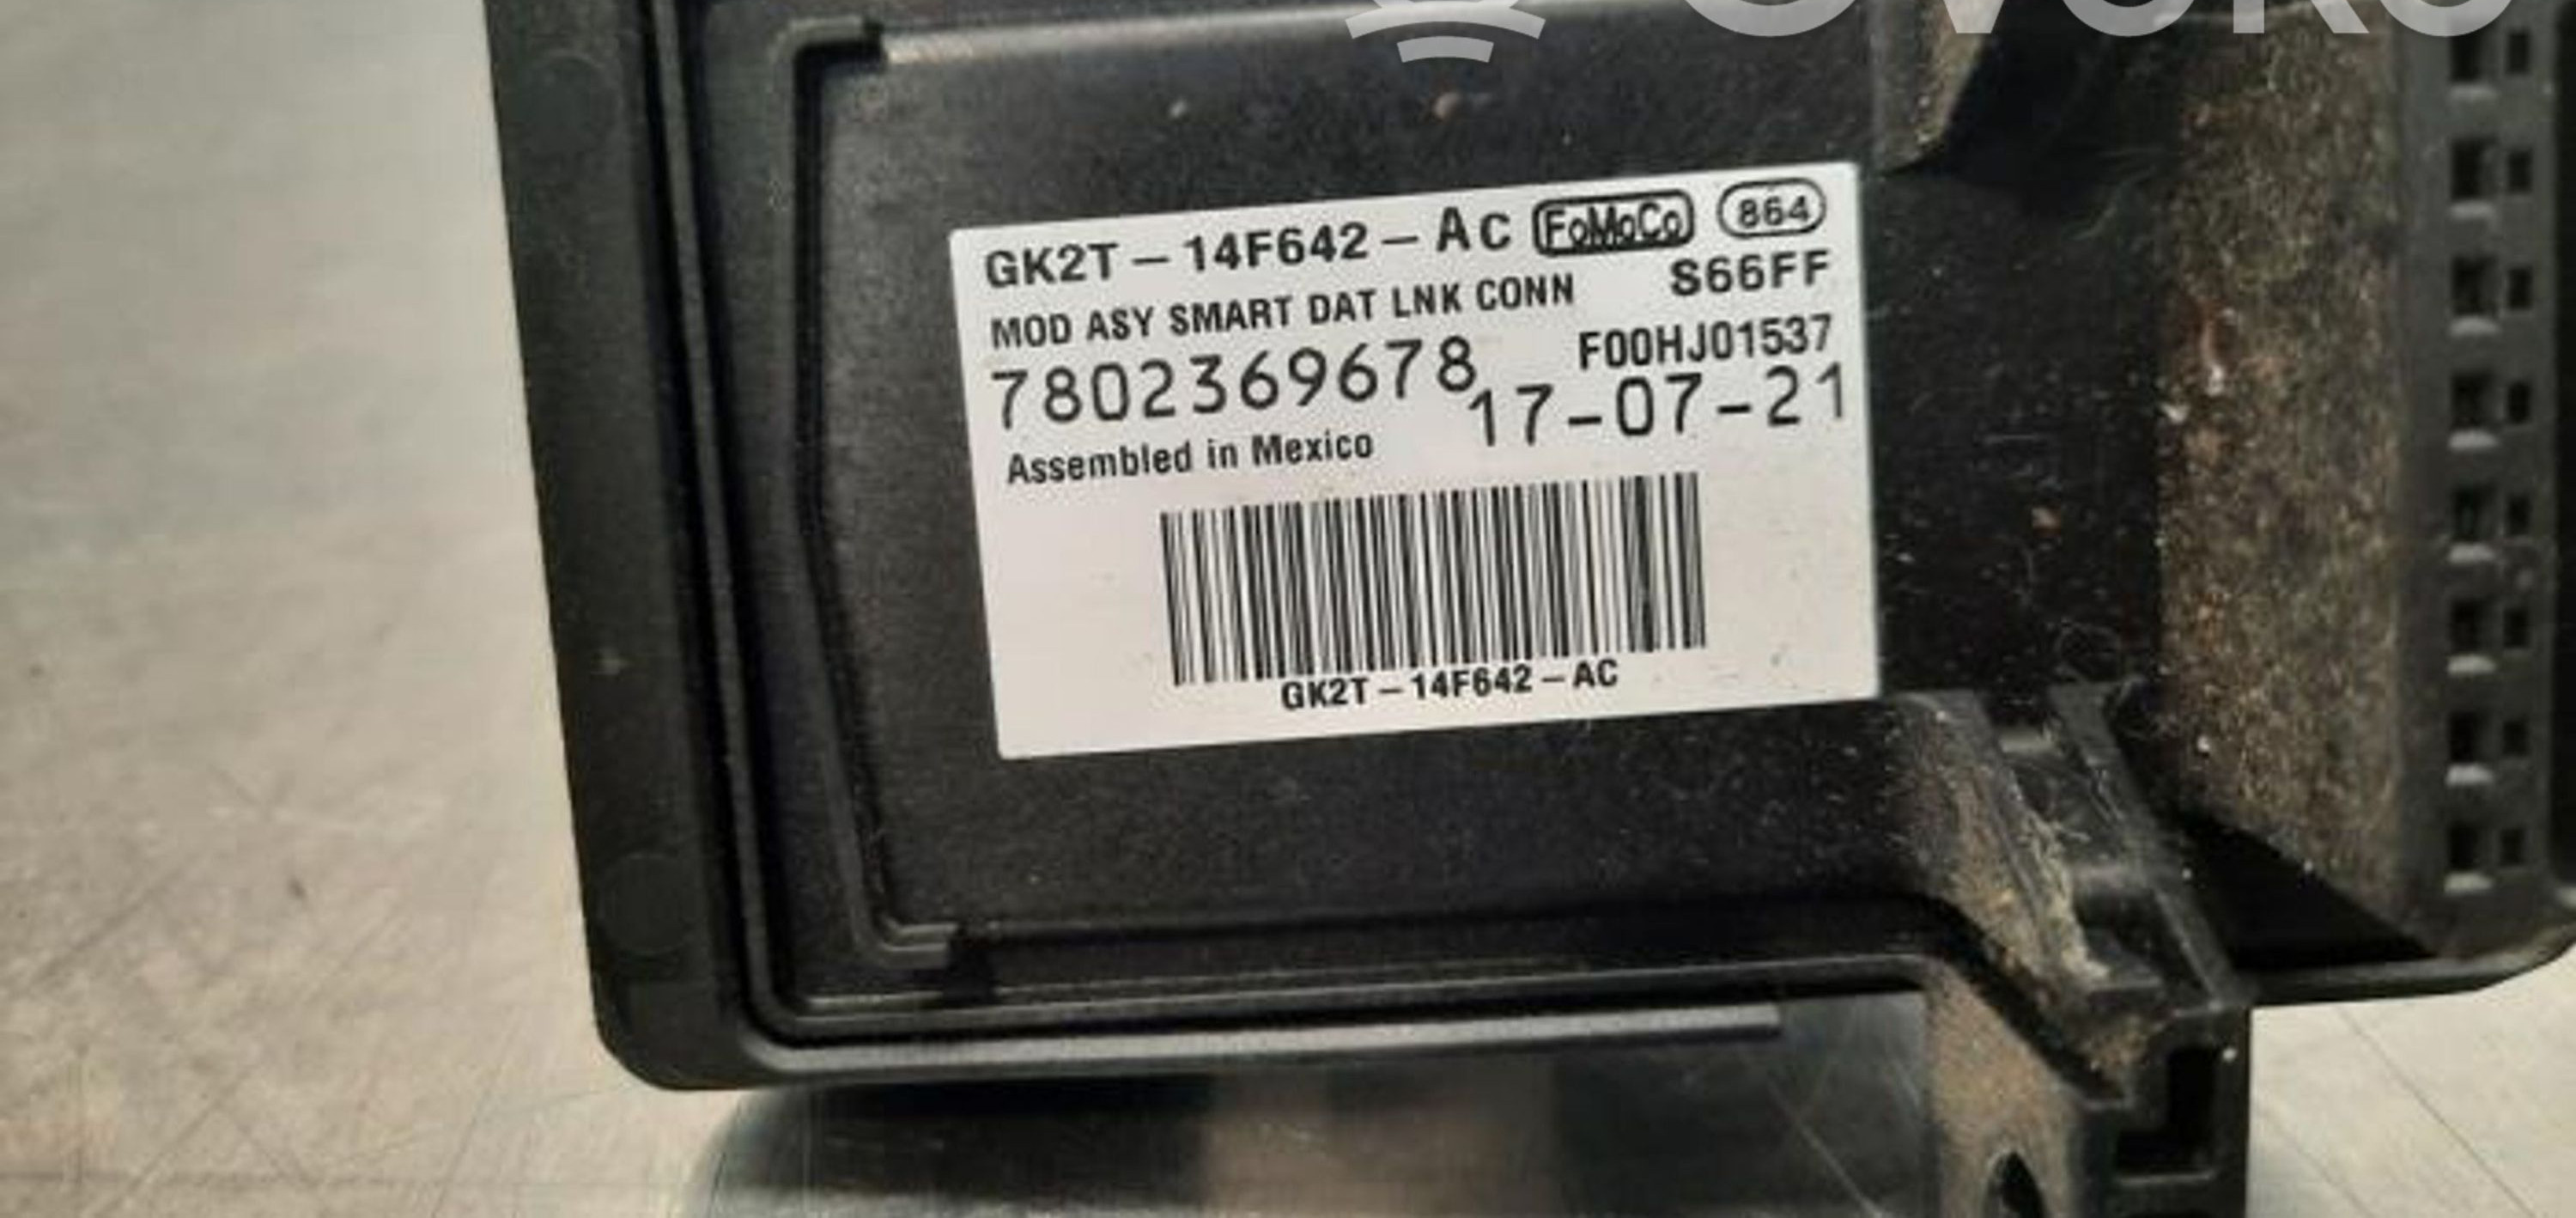 GK2T – 14F642 – AC FoMoCo 864
MOD ASY SMART DAT LNK CONN S66FF
7802369678 F00HJ01537
17-07-21
Assembled in Mexico
GK2T – 14F642 – AC